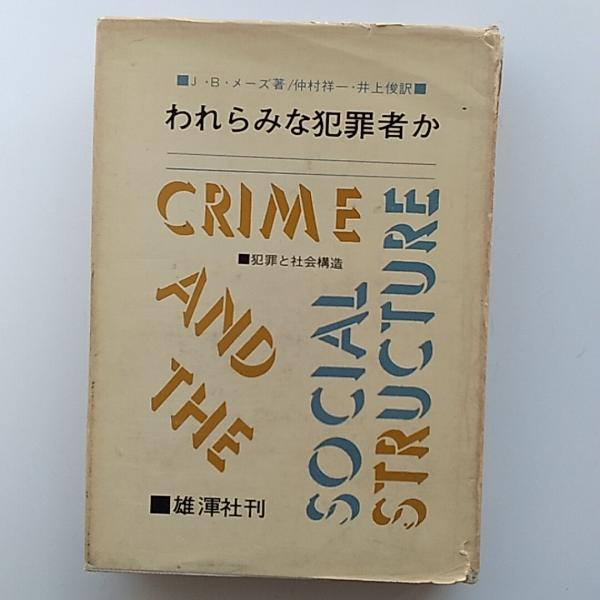 ■J・B・メーズ著/仲村祥一・井上俊訳■
われらみな犯罪者か
CRIME
■犯罪と社会構造
AND
THE
SOCIAL
STRUCTURE
■雄渾社刊